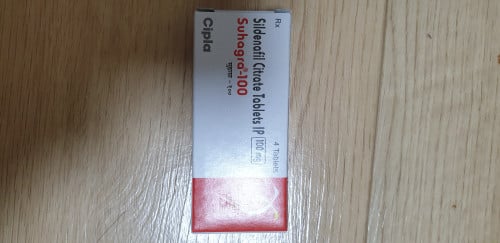 Rx
4 Tablets
Sildenafil Citrate Tablets IP 100 mg
Suhagra®-100
सुहाग्रा - १००
Cipla